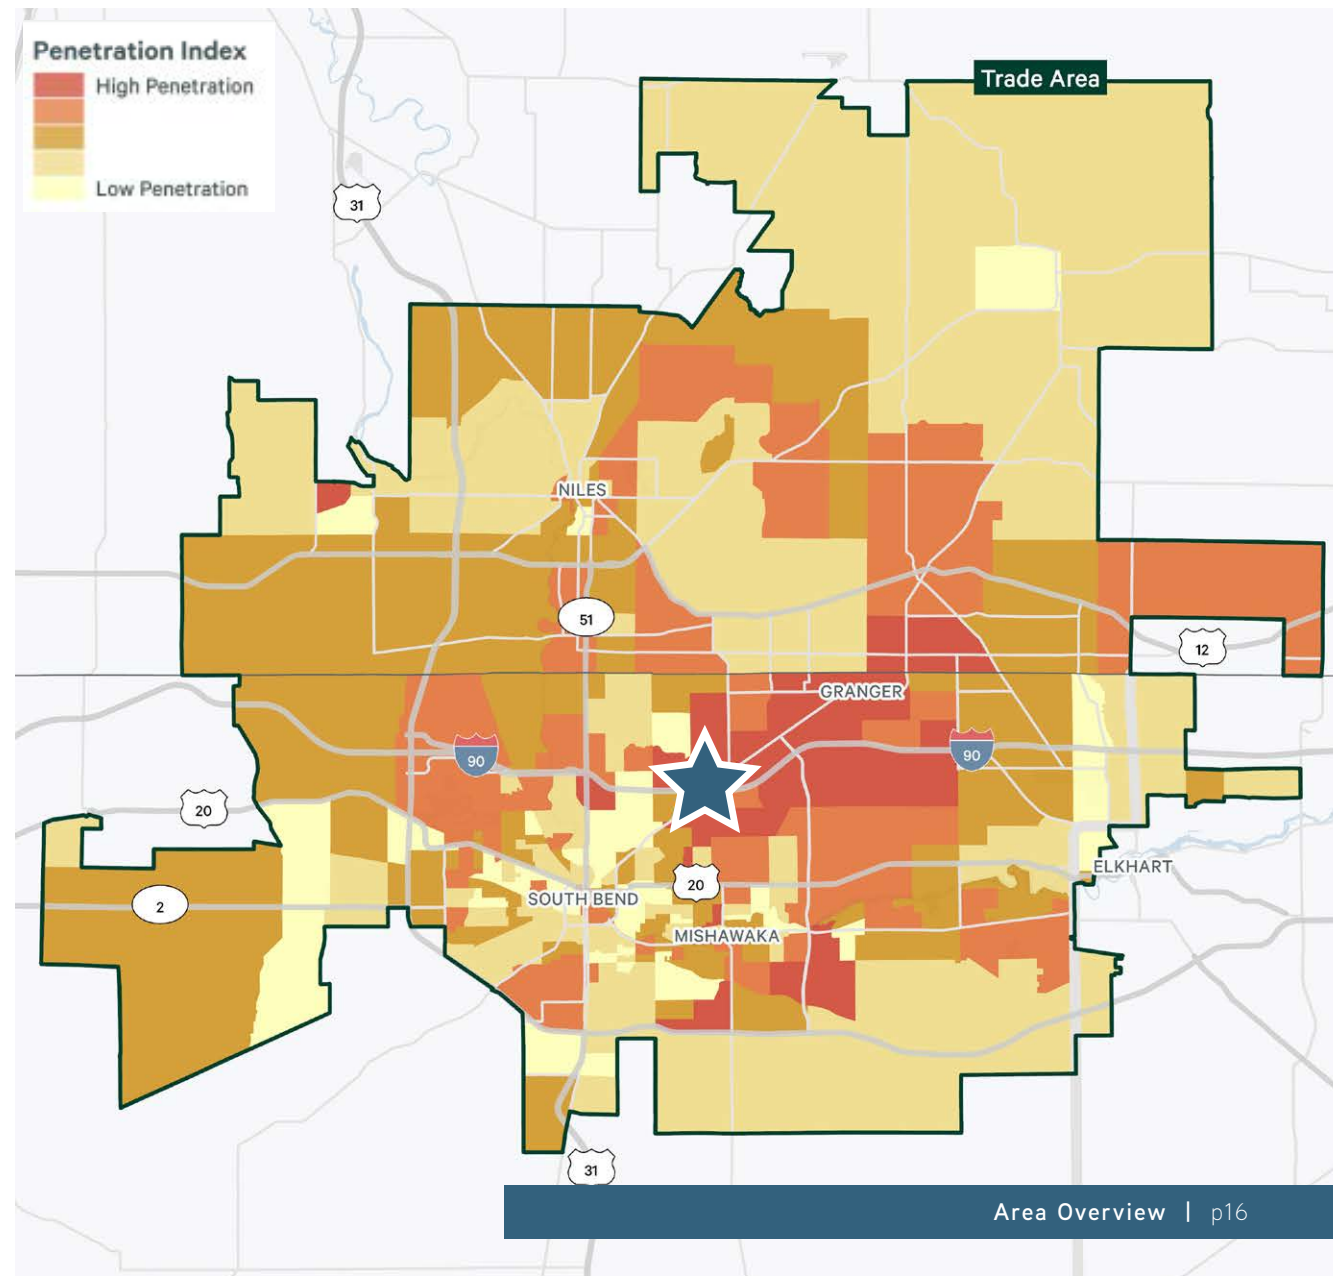 Penetration Index
High Penetration
Low Penetration
Trade Area
31
NILES
51
12
GRANGER
90
90
20
ELKHART
20
2
SOUTH BEND
MISHAWAKA
31
Area Overview | p16